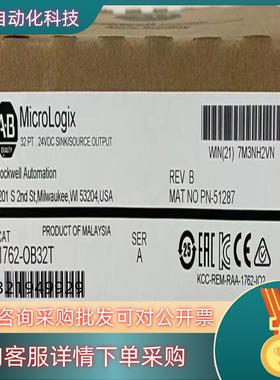 自动化科技
A·B
MicroLogix
32 PT 24VDC SINK/SOURCE OUTPUT
ockwell Automation
201 S 2nd St,Milwaukee,WI 53204,USA
WIN(21) 7M3NH2VN
REV B
MAT NO PN-51287
CAT
PRODUCT OF MALAYSIA
SER
A
1762-OB32T
25
KCC-REM-RAA-1762-IQ2
咨询采购批发可对公开票
客服详情下单采购